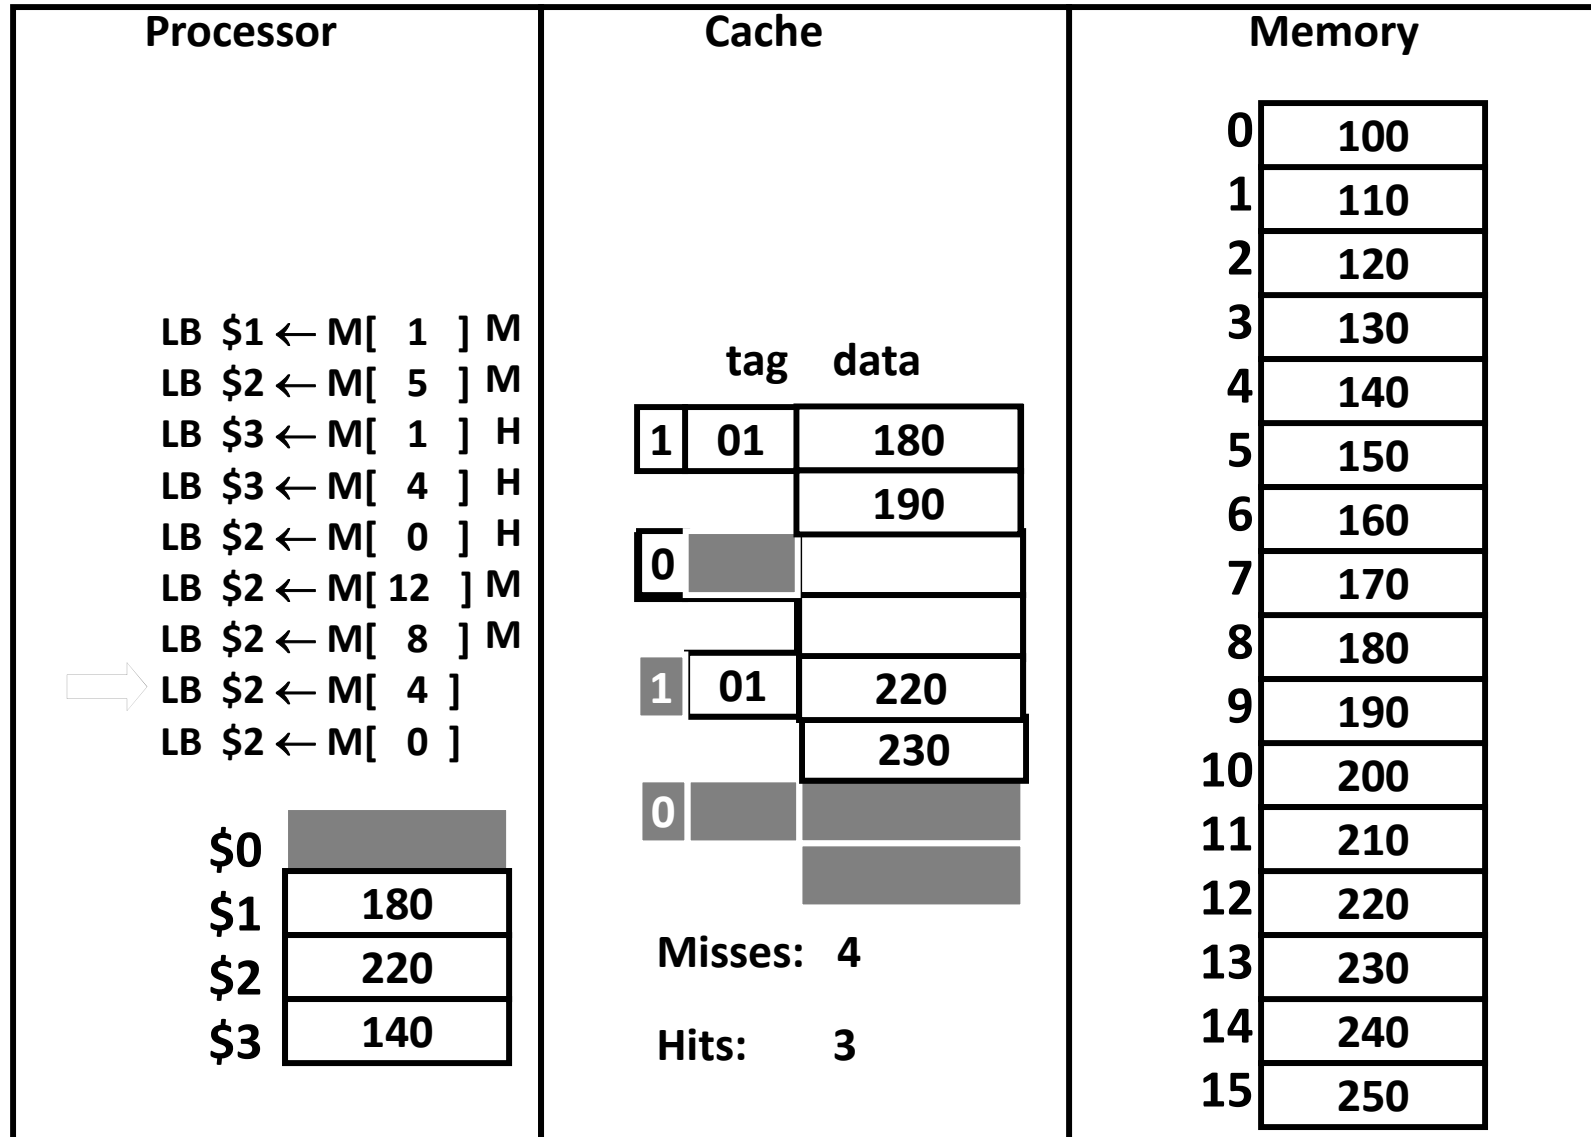 Processor
LB $1 ← M[ 1 ] M
LB $2 ← M[ 5 ] M
LB $3 ← M[ 1 ] H
LB $3 ← M[ 4 ] H
LB $2 ← M[ 0 ] H
LB $2 ← M[ 12 ] M
LB $2 ← M[ 8 ] M
LB $2 ← M[ 4 ]
LB $2 ← M[ 0 ]
$0
$1 180
$2 220
$3 140
Cache
tag data
1 01 180
190
0
1 01 220
230
0
Misses: 4
Hits: 3
Memory
0 100
1 110
2 120
3 130
4 140
5 150
6 160
7 170
8 180
9 190
10 200
11 210
12 220
13 230
14 240
15 250